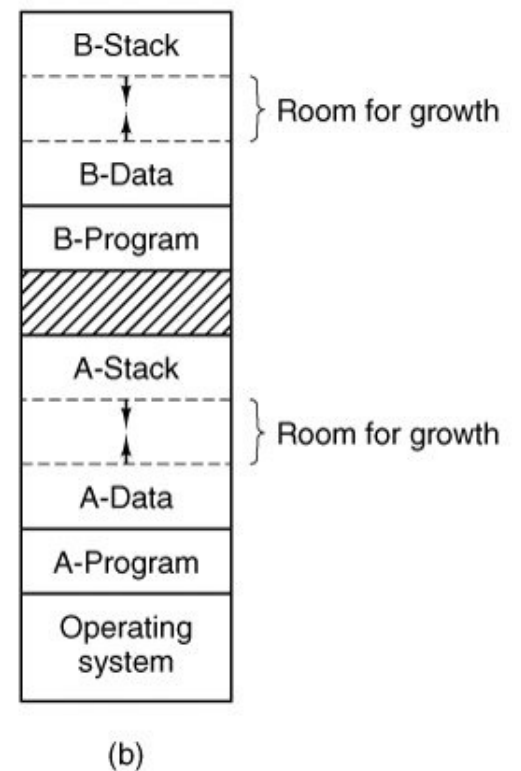 B-Stack
Room for growth
B-Data
B-Program
A-Stack
Room for growth
A-Data
A-Program
Operating
system
(b)